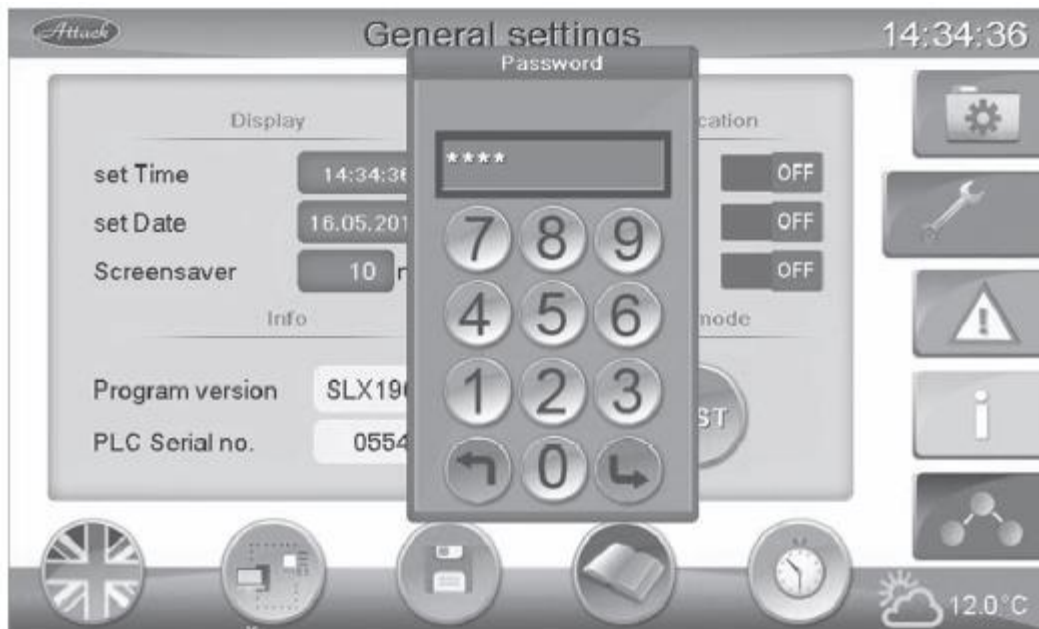 Attack
General settings
14:34:36
Password
****
Display
cation
set Time
14:34:36
OFF
set Date
16.05.201
OFF
Screensaver
10
OFF
Info
mode
Program version
SLX190
PLC Serial no.
0554
ST
7 8 9
4 5 6
1 2 3
0
12.0°C